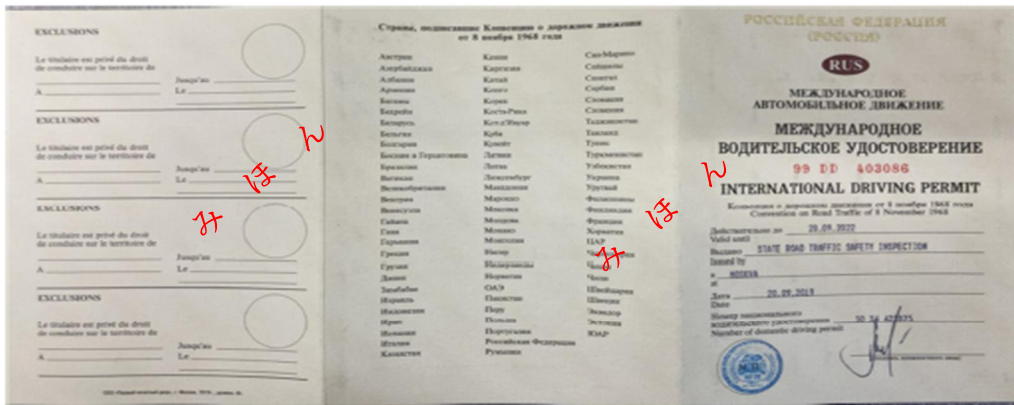 EXCLUSIONS
Le titulaire est privé du droit
de conduire sur le territoire de
Jusqu'au
A Le
EXCLUSIONS
Le titulaire est privé du droit
de conduire sur le territoire de
Jusqu'au
A Le
EXCLUSIONS
Le titulaire est privé du droit
de conduire sur le territoire de
Jusqu'au
A Le
EXCLUSIONS
Le titulaire est privé du droit
de conduire sur le territoire de
Jusqu'au
A Le
みほん
Страны, подписавшие Конвенцию о дорожном движении
от 8 ноября 1968 года
Австрия
Азербайджан
Албания
Армения
Багамы
Бахрейн
Беларусь
Бельгия
Болгария
Босния и Герцеговина
Бразилия
Ватикан
Великобритания
Венгрия
Венесуэла
Гайана
Гана
Германия
Греция
Грузия
Дания
Зимбабве
Израиль
Индонезия
Иран
Испания
Италия
Казахстан
Катар
Киргизия
Китай
Конго
Корея
Коста-Рика
Кот-д'Ивуар
Куба
Кувейт
Латвия
Литва
Люксембург
Македония
Марокко
Мексика
Молдова
Монако
Монголия
Нигер
Нидерланды
Норвегия
ОАЭ
Пакистан
Перу
Польша
Португалия
Российская Федерация
Румыния
Сан-Марино
Сейшелы
Сенегал
Сербия
Словакия
Словения
Таджикистан
Таиланд
Тунис
Туркменистан
Узбекистан
Украина
Уругвай
Филиппины
Финляндия
Франция
Хорватия
ЦАР
Чили
Швейцария
Швеция
Эквадор
Эстония
ЮАР
みほん
РОССИЙСКАЯ ФЕДЕРАЦИЯ
(РОССИЯ)
RUS
МЕЖДУНАРОДНОЕ
АВТОМОБИЛЬНОЕ ДВИЖЕНИЕ
МЕЖДУНАРОДНОЕ
ВОДИТЕЛЬСКОЕ УДОСТОВЕРЕНИЕ
99 DD 403086
INTERNATIONAL DRIVING PERMIT
Конвенция о дорожном движении от 8 ноября 1968 года
Convention on Road Traffic of 8 November 1968
Действительно до 20.09.2022
Valid until
Выдано STATE ROAD TRAFFIC SAFETY INSPECTION
Issued by
в MOSKVA
at
Дата 20.09.2019
Date
Номер национального
водительского удостоверения
Number of domestic driving permit